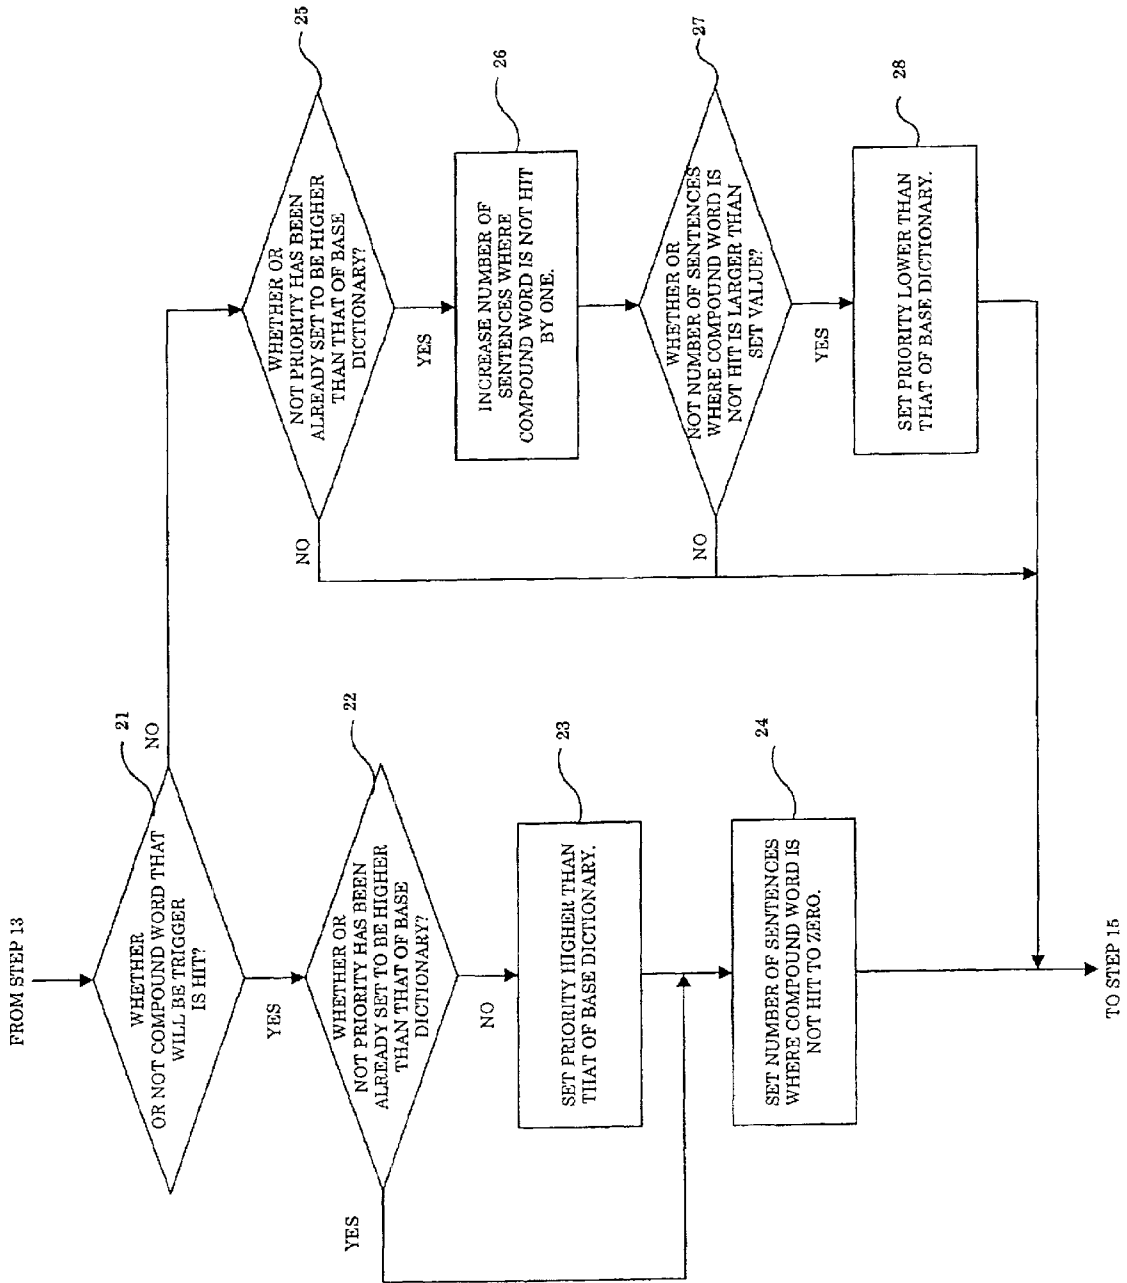 FROM STEP 13
21
WHETHER
OR NOT COMPOUND WORD THAT
WILL BE TRIGGER
IS HIT?
NO
YES
22
WHETHER OR
NOT PRIORITY HAS BEEN
ALREADY SET TO BE HIGHER
THAN THAT OF BASE
DICTIONARY?
YES
NO
23
SET PRIORITY HIGHER THAN
THAT OF BASE DICTIONARY.
24
SET NUMBER OF SENTENCES
WHERE COMPOUND WORD IS
NOT HIT TO ZERO.
25
WHETHER OR
NOT PRIORITY HAS BEEN
ALREADY SET TO BE HIGHER
THAN THAT OF BASE
DICTIONARY?
NO
YES
26
INCREASE NUMBER OF
SENTENCES WHERE
COMPOUND WORD IS NOT HIT
BY ONE.
27
WHETHER OR
NOT NUMBER OF SENTENCES
WHERE COMPOUND WORD IS
NOT HIT IS LARGER THAN
SET VALUE?
NO
YES
28
SET PRIORITY LOWER THAN
THAT OF BASE DICTIONARY.
TO STEP 15